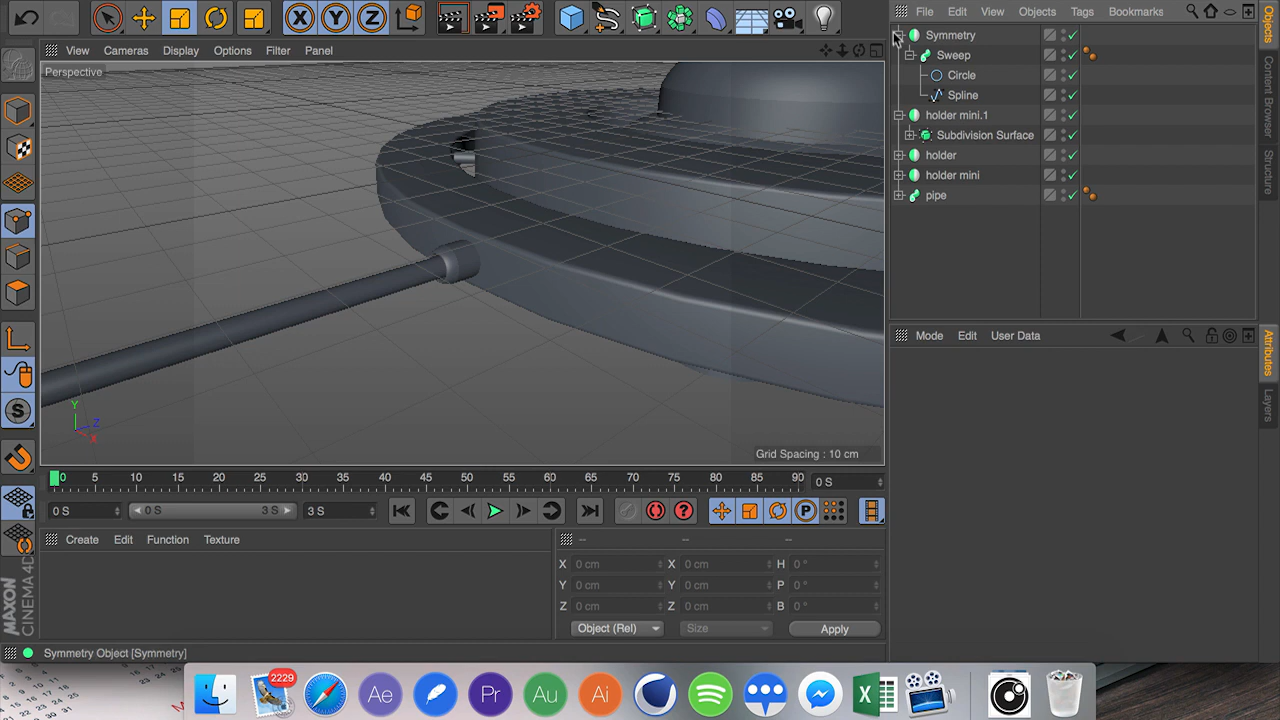 X Y Z
File Edit View Objects Tags Bookmarks
View Cameras Display Options Filter Panel
Perspective
Symmetry
Sweep
Circle
Spline
holder mini.1
Subdivision Surface
holder
holder mini
pipe
Objects
Content Browser
Structure
Mode Edit User Data
Attributes
Layers
S
Y
Z
X
Grid Spacing : 10 cm
0 5 10 15 20 25 30 35 40 45 50 55 60 65 70 75 80 85 90 0 S
0 S 0 S 3 S 3 S ? P
Create Edit Function Texture
-- -- --
X 0 cm X 0 cm H 0 °
Y 0 cm Y 0 cm P 0 °
Z 0 cm Z 0 cm B 0 °
Object (Rel) Size Apply
MAXON
CINEMA 4D
Symmetry Object [Symmetry]
2229
Ae Pr Au Ai